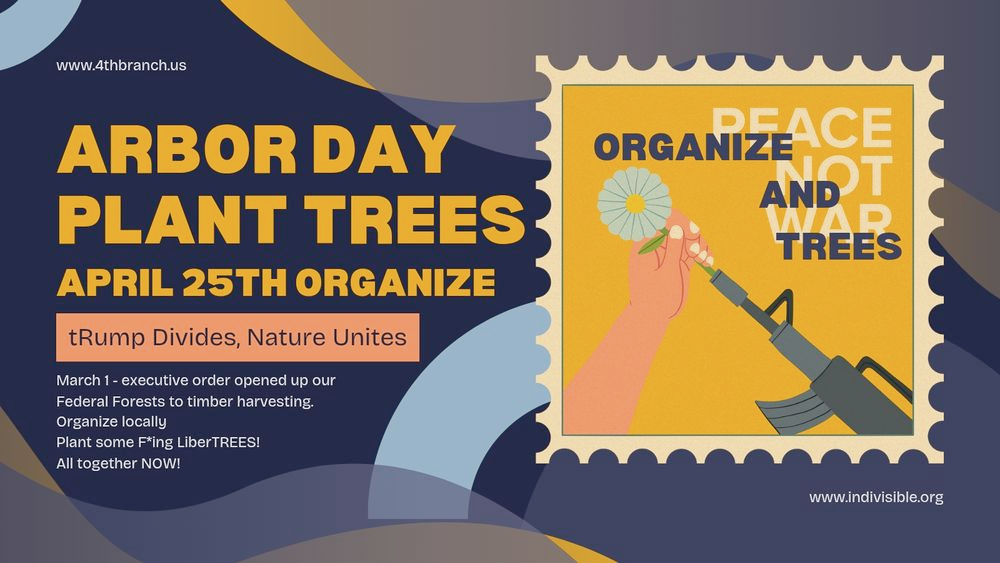 www.4thbranch.us
ARBOR DAY
PLANT TREES
APRIL 25TH ORGANIZE
tRump Divides, Nature Unites
March 1 - executive order opened up our
Federal Forests to timber harvesting.
Organize locally
Plant some F*ing LiberTREES!
All together NOW!
PEACE
ORGANIZE
NOT
AND
WAR
TREES
www.indivisible.org